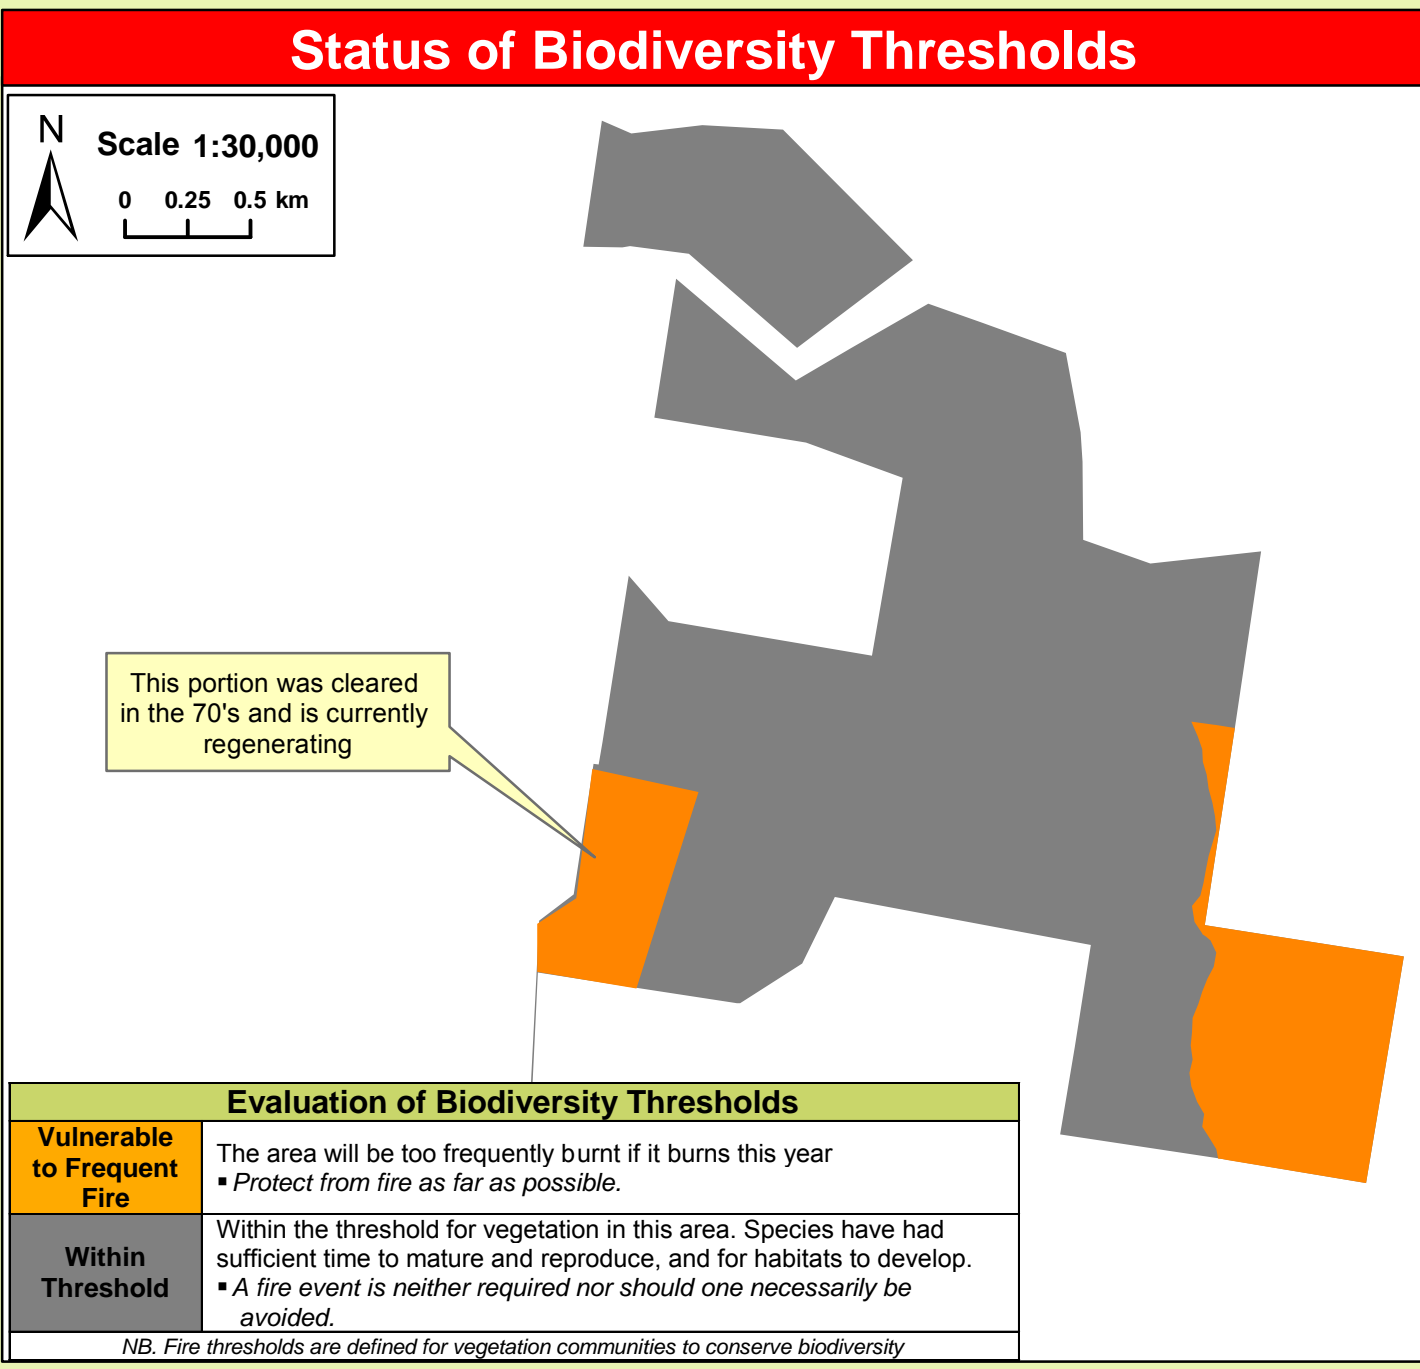 Status of Biodiversity Thresholds
N
Scale 1:30,000
0 0.25 0.5 km
This portion was cleared
in the 70's and is currently
regenerating
Evaluation of Biodiversity Thresholds
Vulnerable
to Frequent
Fire
The area will be too frequently burnt if it burns this year
▪ Protect from fire as far as possible.
Within
Threshold
Within the threshold for vegetation in this area. Species have had
sufficient time to mature and reproduce, and for habitats to develop.
▪ A fire event is neither required nor should one necessarily be
avoided.
NB. Fire thresholds are defined for vegetation communities to conserve biodiversity